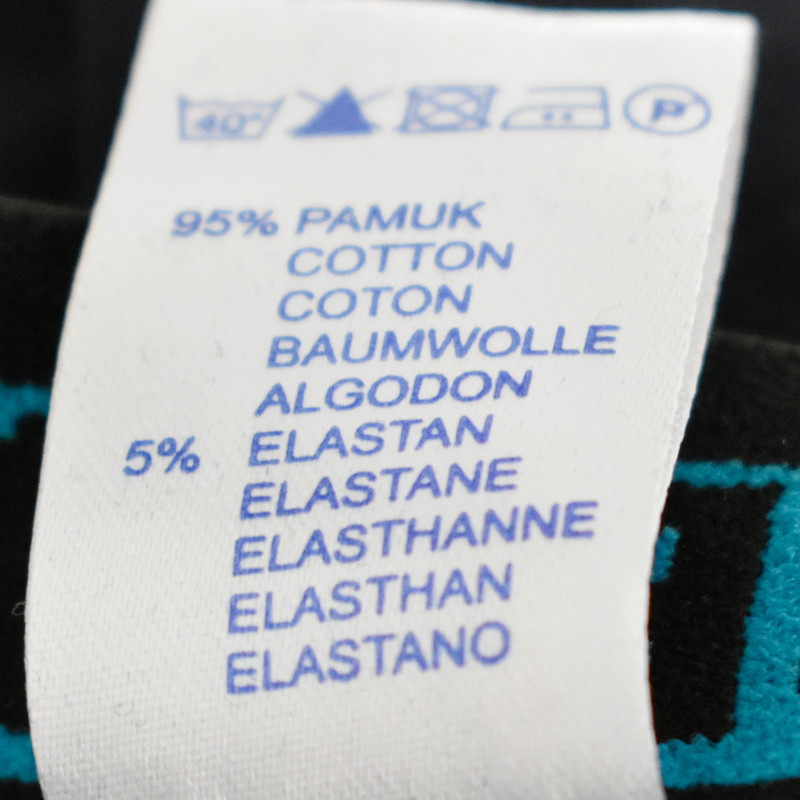 40°
P
95% PAMUK
COTTON
COTON
BAUMWOLLE
ALGODON
5% ELASTAN
ELASTANE
ELASTHANNE
ELASTHAN
ELASTANO